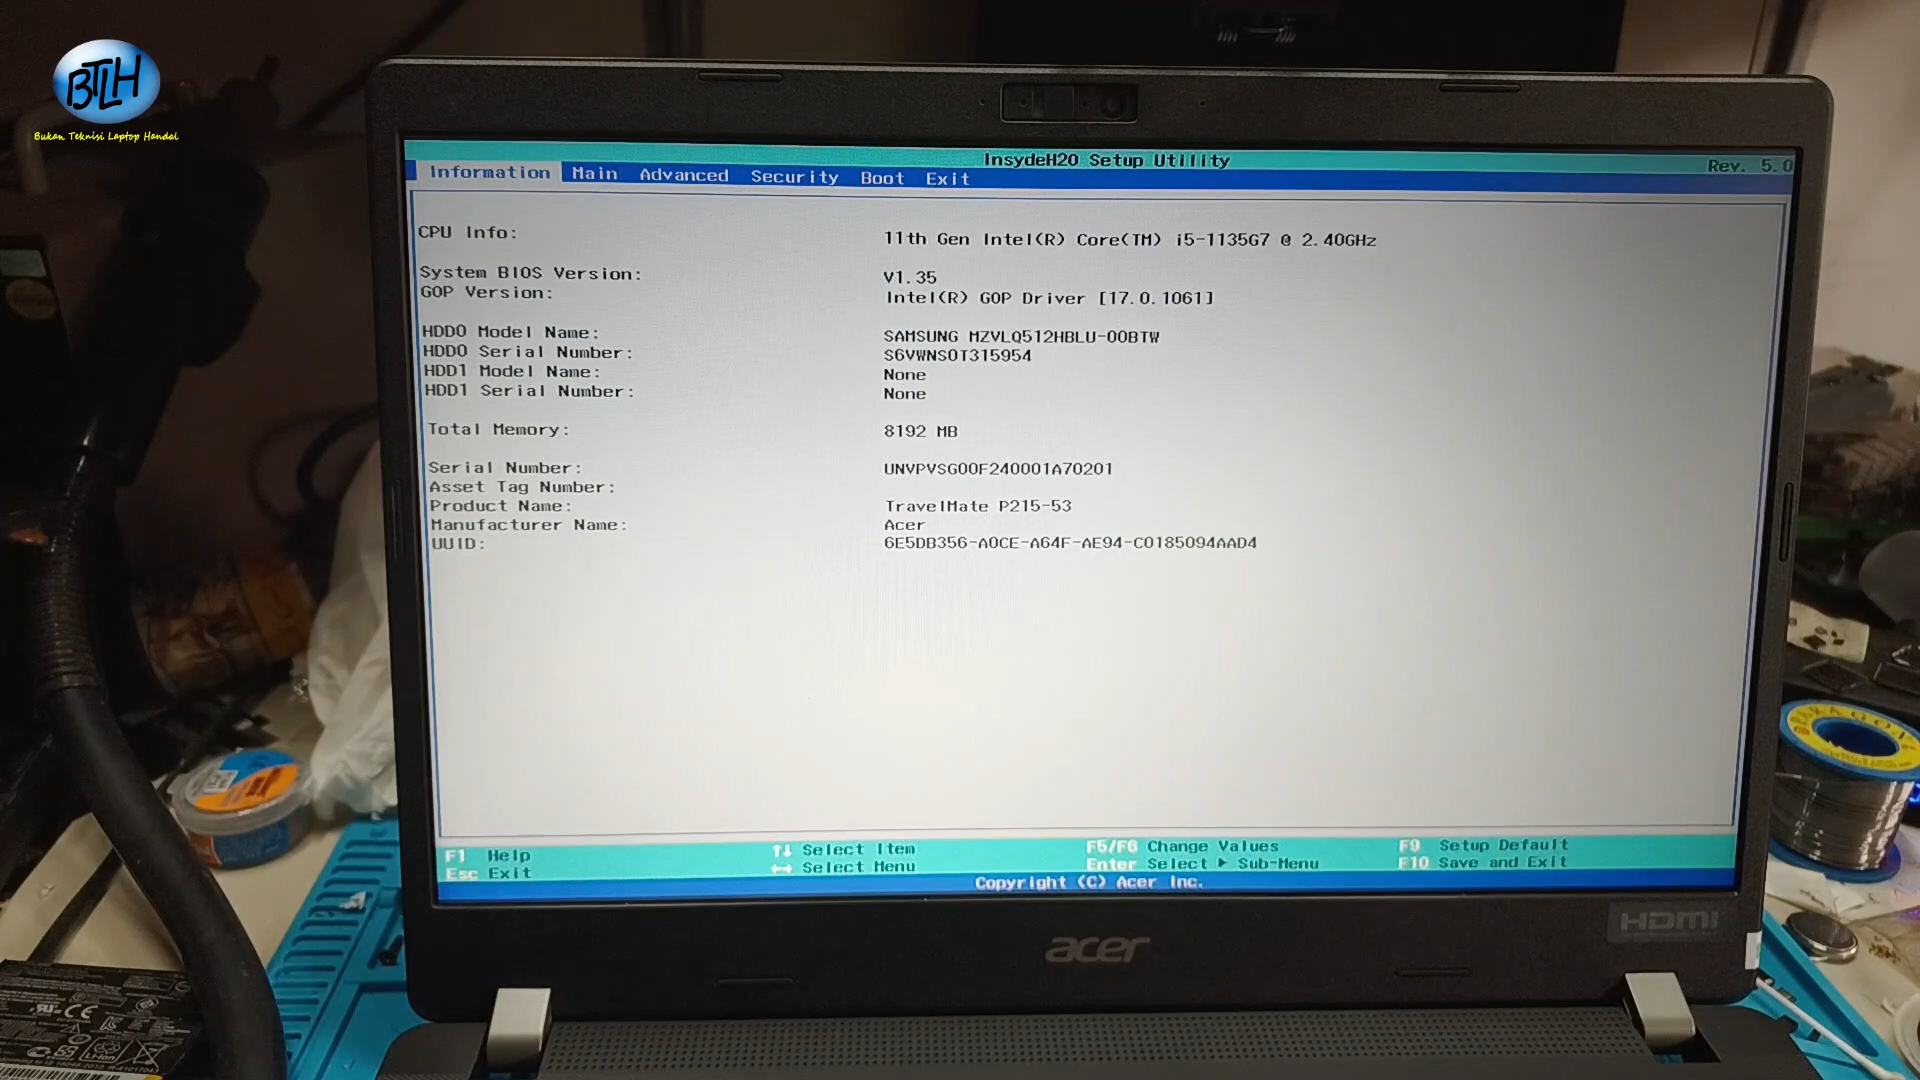 BTLH
Bukan Teknisi Laptop Handal
InsydeH20 Setup Utility
Rev. 5.0
Information Main Advanced Security Boot Exit
CPU Info: 11th Gen Intel(R) Core(TM) i5-1135G7 @ 2.40GHz
System BIOS Version: V1.35
GOP Version: Intel(R) GOP Driver [17.0.1061]
HDD0 Model Name: SAMSUNG MZVLQ512HBLU-00BTW
HDD0 Serial Number: S6VWNS0T315954
HDD1 Model Name: None
HDD1 Serial Number: None
Total Memory: 8192 MB
Serial Number: UNVPVSG00F240001A70201
Asset Tag Number:
Product Name: TravelMate P215-53
Manufacturer Name: Acer
UUID: 6E5DB356-A0CE-A64F-AE94-C0185094AAD4
F1 Help ↑↓ Select Item F5/F6 Change Values F9 Setup Default
Esc Exit ↔ Select Menu Enter Select ▶ Sub-Menu F10 Save and Exit
Copyright (C) Acer Inc.
HDMI
acer